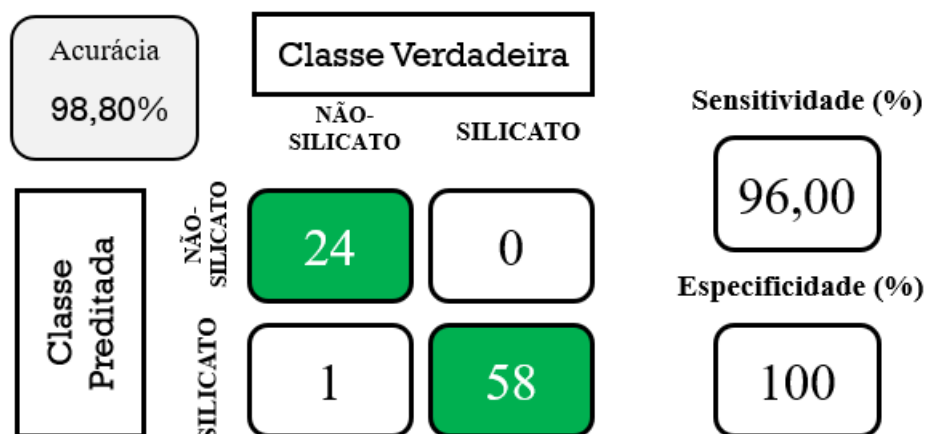 Acurácia
98,80%
Classe Verdadeira
NÃO-
SILICATO
SILICATO
Sensitividade (%)
96,00
Classe
Preditada
NÃO-
SILICATO
24
0
Especificidade (%)
100
SILICATO
1
58